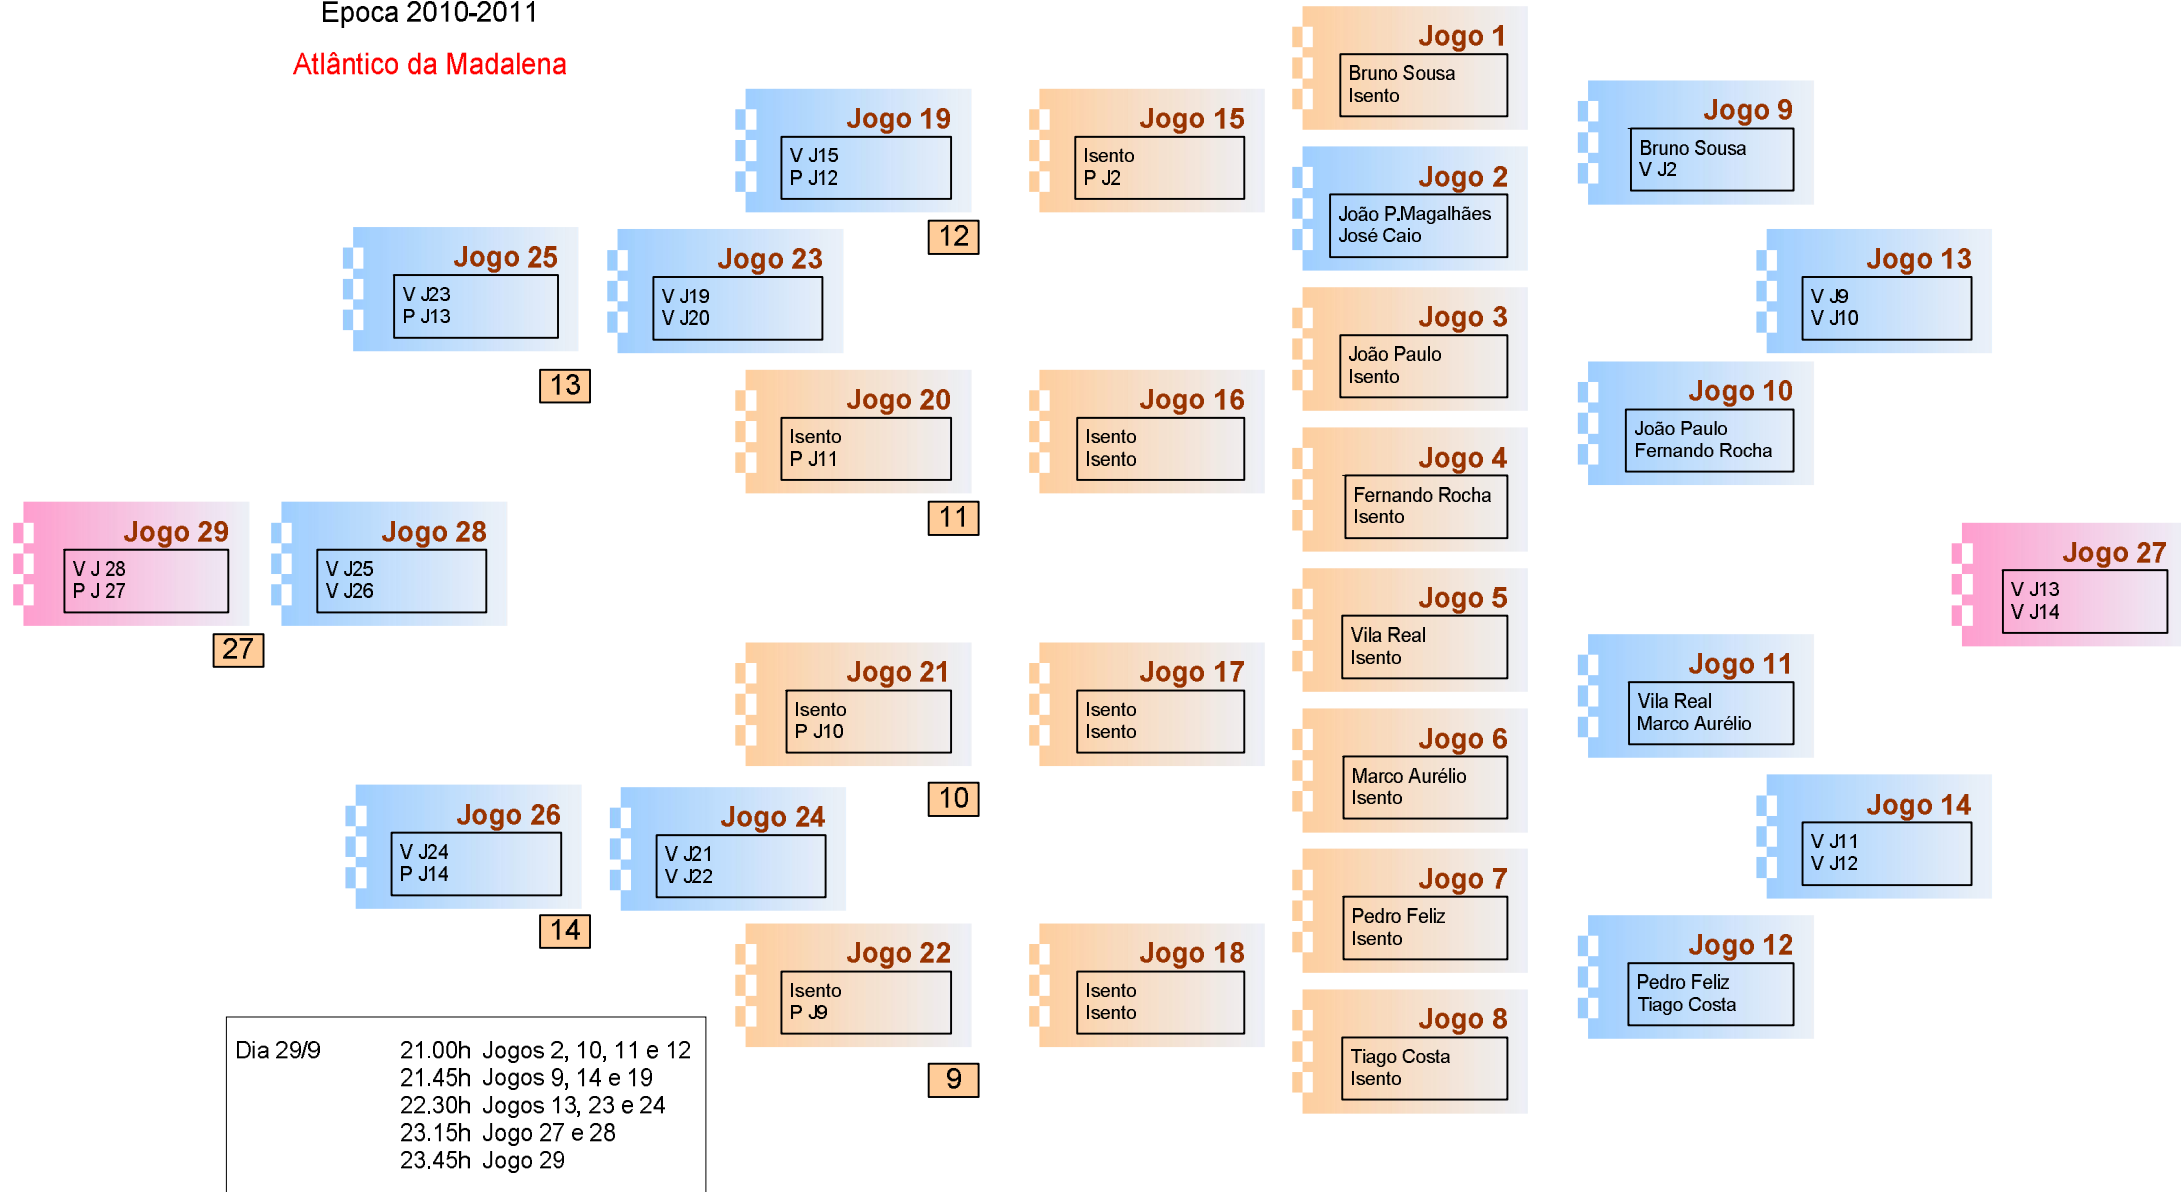 Epoca 2010-2011
Atlântico da Madalena
Jogo 1
Bruno Sousa
Isento
Jogo 2
João P.Magalhães
José Caio
Jogo 3
João Paulo
Isento
Jogo 4
Fernando Rocha
Isento
Jogo 5
Vila Real
Isento
Jogo 6
Marco Aurélio
Isento
Jogo 7
Pedro Feliz
Isento
Jogo 8
Tiago Costa
Isento
Jogo 9
Bruno Sousa
V J2
Jogo 10
João Paulo
Fernando Rocha
Jogo 11
Vila Real
Marco Aurélio
Jogo 12
Pedro Feliz
Tiago Costa
Jogo 13
V J9
V J10
Jogo 14
V J11
V J12
Jogo 27
V J13
V J14
Jogo 15
Isento
P J2
Jogo 16
Isento
Isento
Jogo 17
Isento
Isento
Jogo 18
Isento
Isento
Jogo 19
V J15
P J12
12
Jogo 20
Isento
P J11
11
Jogo 21
Isento
P J10
10
Jogo 22
Isento
P J9
9
Jogo 23
V J19
V J20
Jogo 24
V J21
V J22
Jogo 25
V J23
P J13
13
Jogo 26
V J24
P J14
14
Jogo 28
V J25
V J26
Jogo 29
V J 28
P J 27
27
Dia 29/9 21.00h Jogos 2, 10, 11 e 12
21.45h Jogos 9, 14 e 19
22.30h Jogos 13, 23 e 24
23.15h Jogo 27 e 28
23.45h Jogo 29